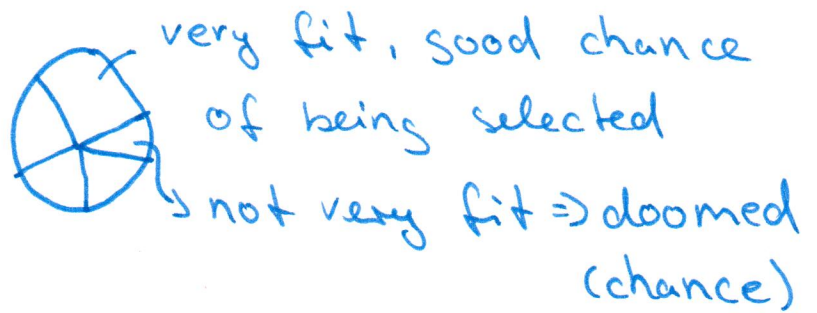 very fit, good chance
of being selected
not very fit => doomed
(chance)